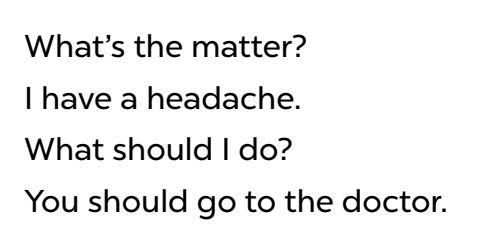 What’s the matter?
I have a headache.
What should I do?
You should go to the doctor.